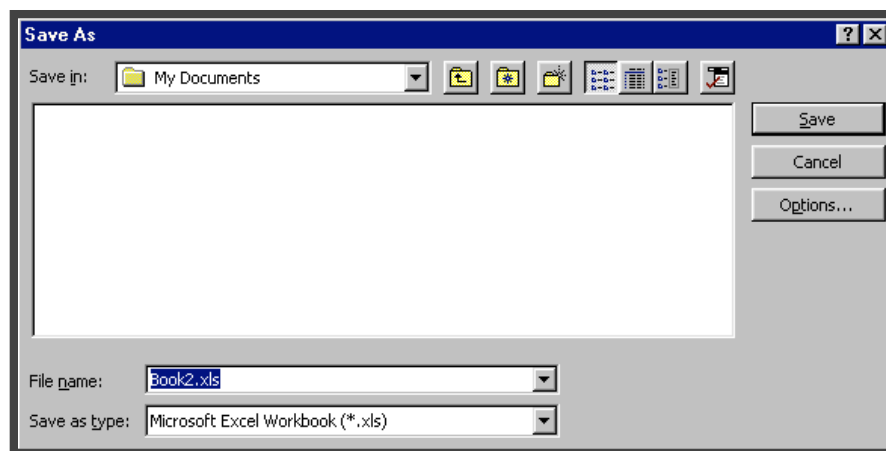 Save As
Save in: My Documents
Save
Cancel
Options...
File name: Book2.xls
Save as type: Microsoft Excel Workbook (*.xls)